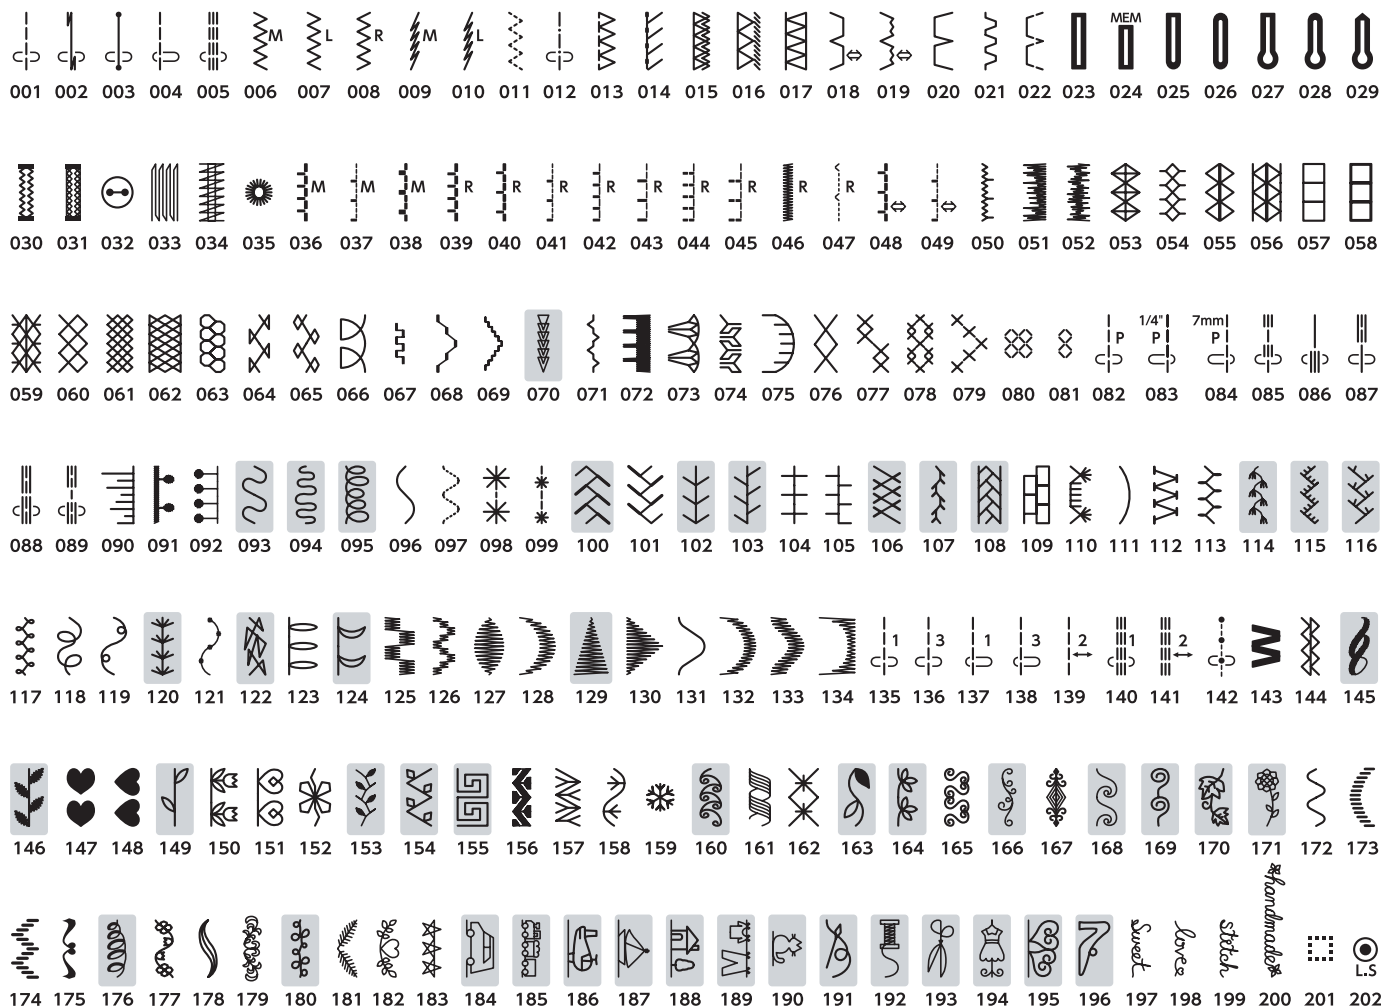 M L R M L MEM
001 002 003 004 005 006 007 008 009 010 011 012 013 014 015 016 017 018 019 020 021 022 023 024 025 026 027 028 029
M M M R R R R R R R R R
030 031 032 033 034 035 036 037 038 039 040 041 042 043 044 045 046 047 048 049 050 051 052 053 054 055 056 057 058
P 1/4" P 7mm P
059 060 061 062 063 064 065 066 067 068 069 070 071 072 073 074 075 076 077 078 079 080 081 082 083 084 085 086 087
088 089 090 091 092 093 094 095 096 097 098 099 100 101 102 103 104 105 106 107 108 109 110 111 112 113 114 115 116
1 3 1 3 2 1 2
117 118 119 120 121 122 123 124 125 126 127 128 129 130 131 132 133 134 135 136 137 138 139 140 141 142 143 144 145
146 147 148 149 150 151 152 153 154 155 156 157 158 159 160 161 162 163 164 165 166 167 168 169 170 171 172 173
Sweet love stitch handmade L.S
174 175 176 177 178 179 180 181 182 183 184 185 186 187 188 189 190 191 192 193 194 195 196 197 198 199 200 201 202